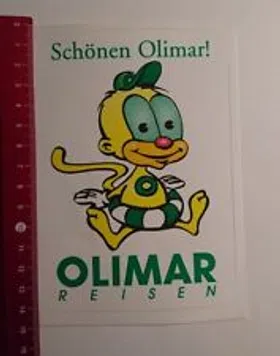 Schönen Olimar!
O
OLIMAR
REISEN